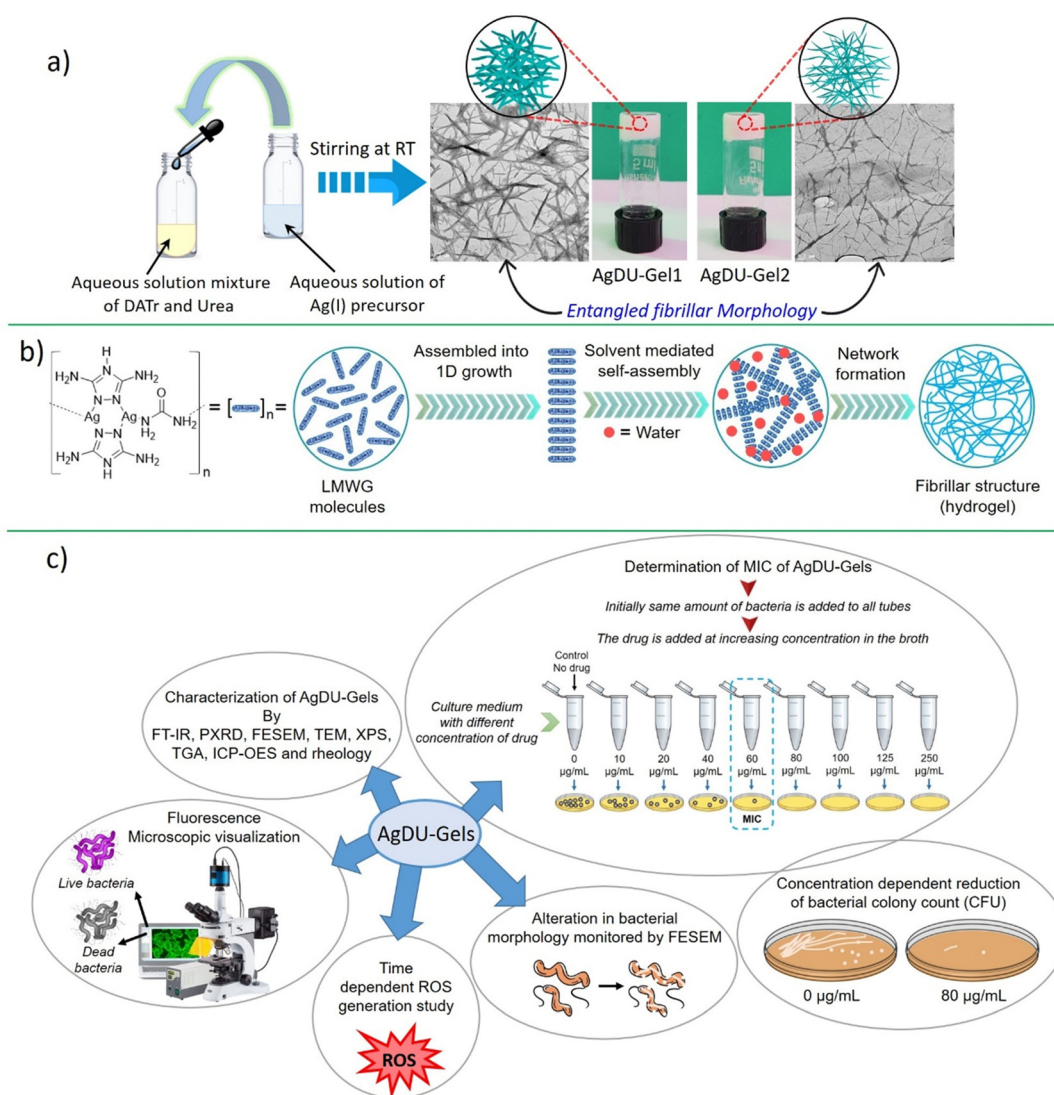 a)
Stirring at RT
Aqueous solution mixture
of DATr and Urea
Aqueous solution of
Ag(I) precursor
5 ml
AgDU-Gel1
AgDU-Gel2
Entangled fibrillar Morphology
b)
H
N
NH2
NH2
N
N
Ag
Ag
N
H2
O
NH2
N
N
H2N
NH2
N
H
n
= [ ]n =
LMWG
molecules
Assembled into
1D growth
Solvent mediated
self-assembly
= Water
Network
formation
Fibrillar structure
(hydrogel)
c)
Determination of MIC of AgDU-Gels
Initially same amount of bacteria is added to all tubes
The drug is added at increasing concentration in the broth
Control
No drug
Culture medium
with different
concentration of drug
0 10 20 40 60 80 100 125 250
µg/mL µg/mL µg/mL µg/mL µg/mL µg/mL µg/mL µg/mL µg/mL
MIC
Characterization of AgDU-Gels
By
FT-IR, PXRD, FESEM, TEM, XPS,
TGA, ICP-OES and rheology
AgDU-Gels
Fluorescence
Microscopic visualization
Live bacteria
Dead
bacteria
Time
dependent ROS
generation study
ROS
Alteration in bacterial
morphology monitored by FESEM
Concentration dependent reduction
of bacterial colony count (CFU)
0 µg/mL
80 µg/mL